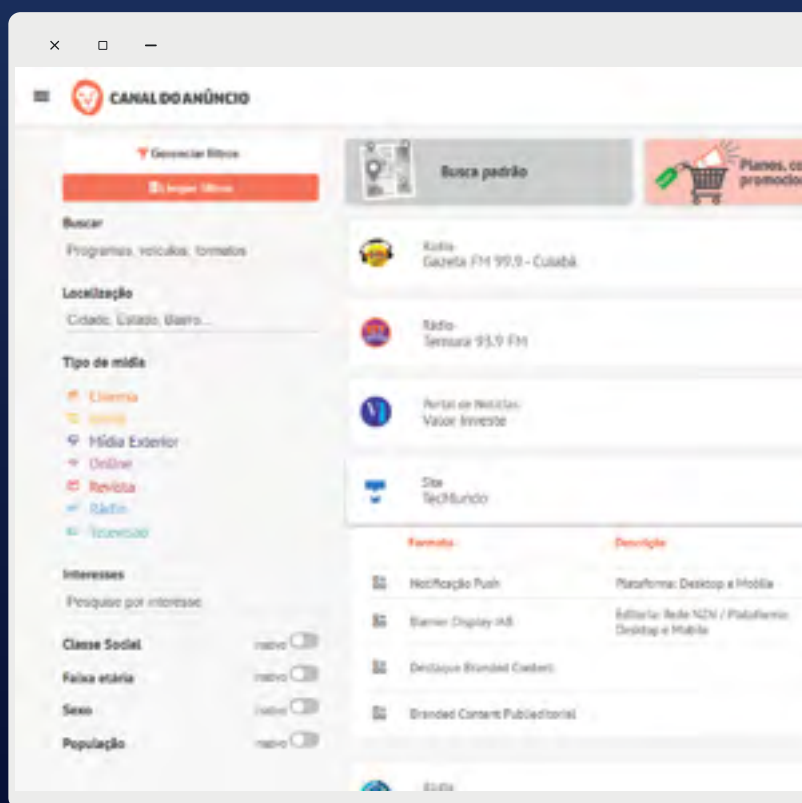 CANAL DO ANÚNCIO
Gerenciar filtros
Limpar filtros
Buscar
Programas, veículos, formatos
Localização
Cidade, Estado, Bairro...
Tipo de mídia
Cinema
Mídia Exterior
Online
Revista
Rádio
Televisão
Interesses
Pesquise por interesse
Classe Social
inativo
Faixa etária
inativo
Sexo
inativo
População
inativo
Busca padrão
Planos, co
promocio
Rádio
Gazeta FM 99.9 - Cuiabá
Rádio
Ternura 93.9 FM
Portal de Notícias
Valor Investe
Site
TecMundo
Formato
Descrição
Notificação Push
Plataforma: Desktop e Mobile
Banner Display IAB
Editoria: Rede NZN / Plataforma:
Desktop e Mobile
Destaque Branded Content
Branded Content Publieditorial
Rádio